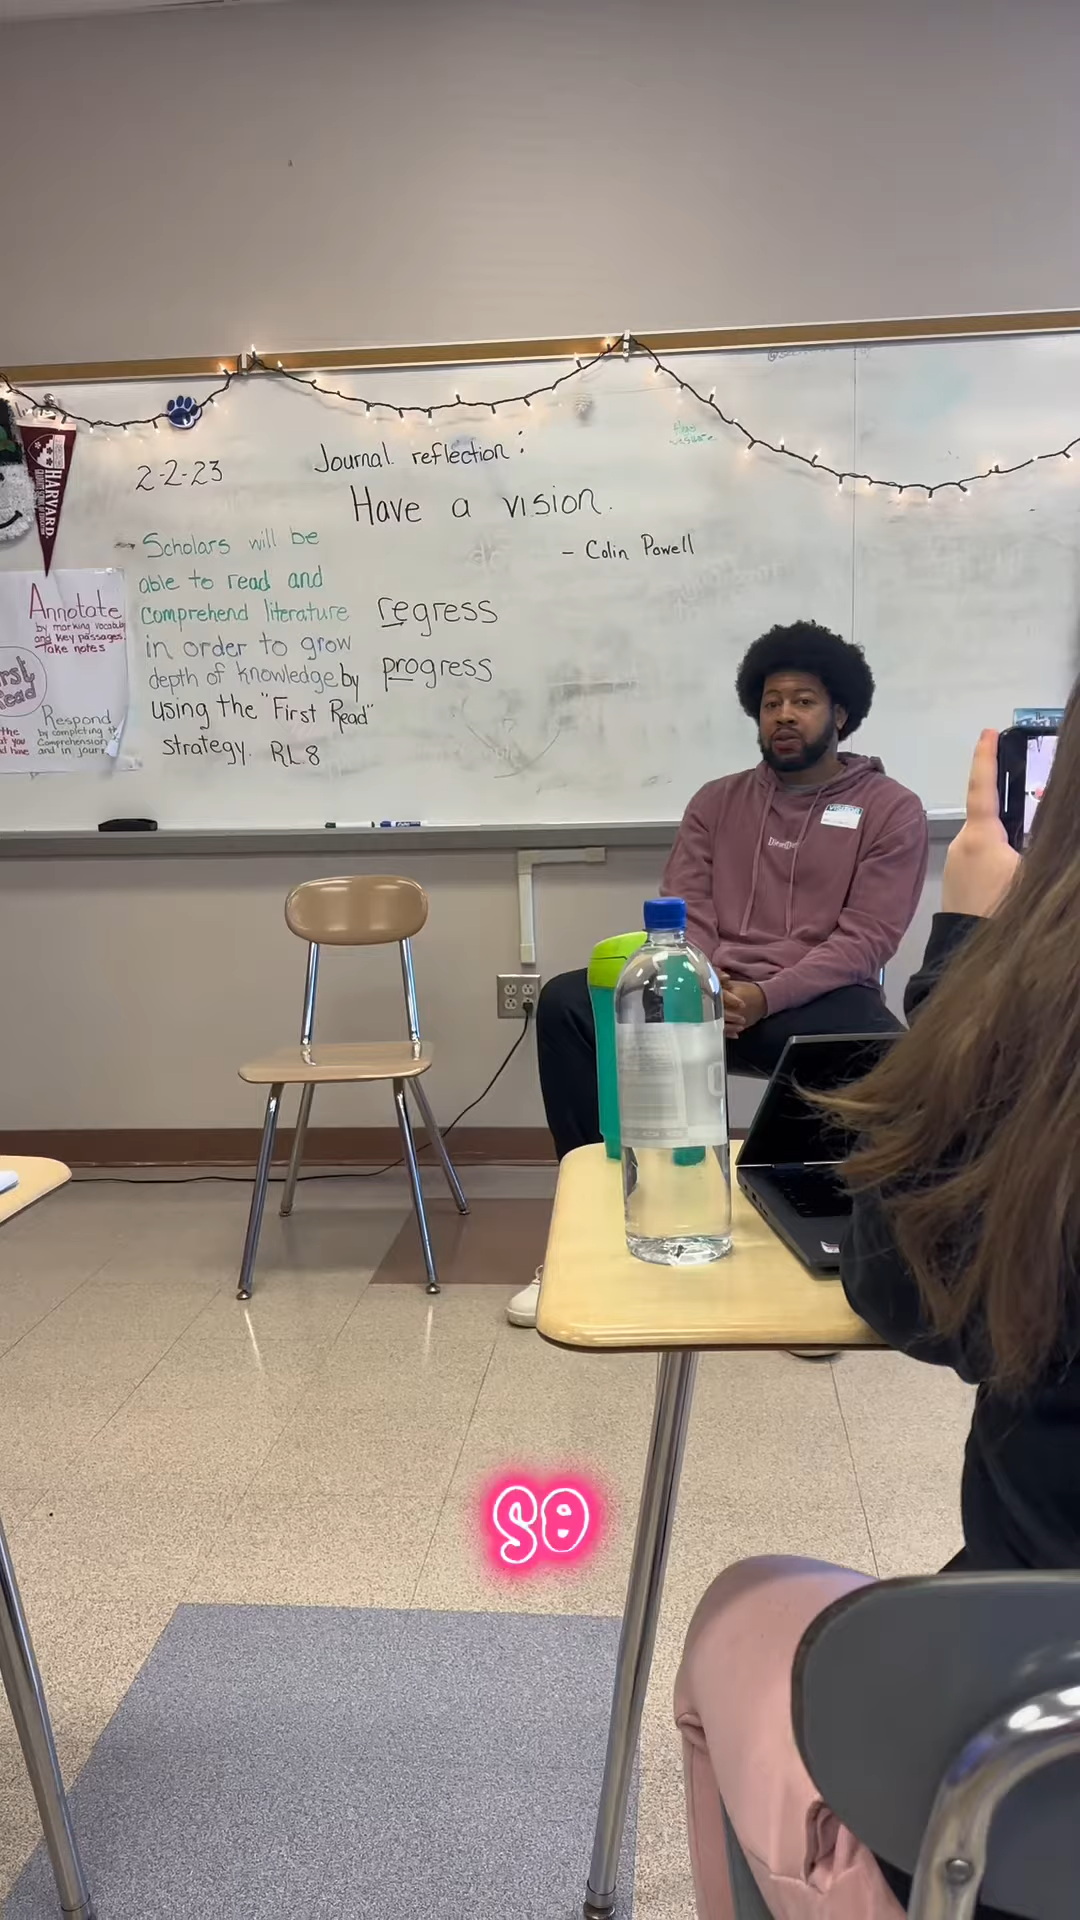 2-2-23
Journal reflection:
Have a vision.
- Colin Powell
Scholars will be
able to read and
comprehend literature
in order to grow
depth of knowledge by
using the "First Read"
strategy. RL.8
regress
progress
HARVARD
Annotate
by marking vocabulary
and key passages.
Take notes
Read
Respond
by completing the
Comprehension
and in journal
VISITOR
SO